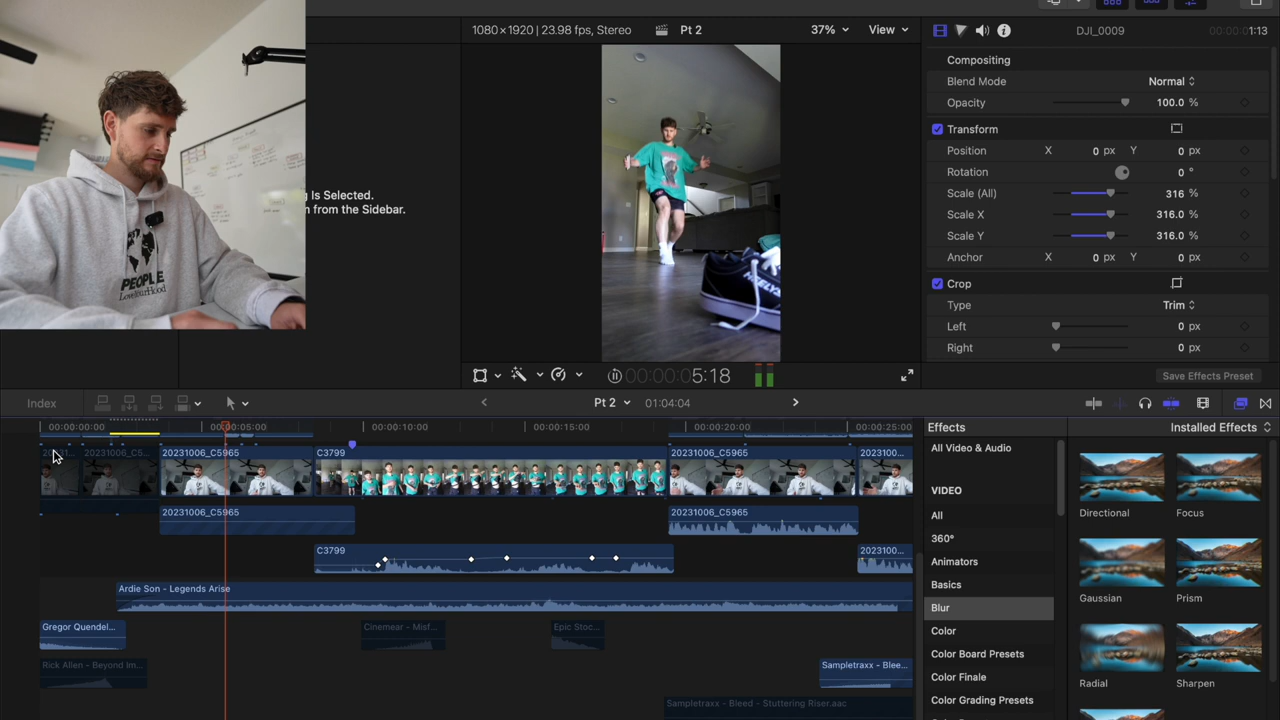 1080×1920 | 23.98 fps, Stereo
Pt 2
37%
View
DJI_0009
00:00:01:13
Compositing
Blend Mode
Normal
Opacity
100.0 %
Transform
Position
X
0 px
Y
0 px
Rotation
0 °
Scale (All)
316 %
Scale X
316.0 %
Scale Y
316.0 %
Anchor
X
0 px
Y
0 px
Crop
Type
Trim
Left
0 px
Right
0 px
Save Effects Preset
g Is Selected.
from the Sidebar.
PEOPLE
LoveYourHood
00:00:05:18
Index
Pt 2
01:04:04
00:00:00:00
00:00:05:00
00:00:10:00
00:00:15:00
00:00:20:00
00:00:25:00
20231006_C5...
20231006_C5965
C3799
20231006_C5965
202310...
20231006_C5965
20231006_C5965
C3799
202310...
Ardie Son - Legends Arise
Gregor Quendel...
Cinemear - Misf...
Epic Stoc...
Rick Allen - Beyond Im...
Sampletraxx - Blee...
Sampletraxx - Bleed - Stuttering Riser.aac
Effects
Installed Effects
All Video & Audio
VIDEO
All
360°
Animators
Basics
Blur
Color
Color Board Presets
Color Finale
Color Grading Presets
Directional
Focus
Gaussian
Prism
Radial
Sharpen